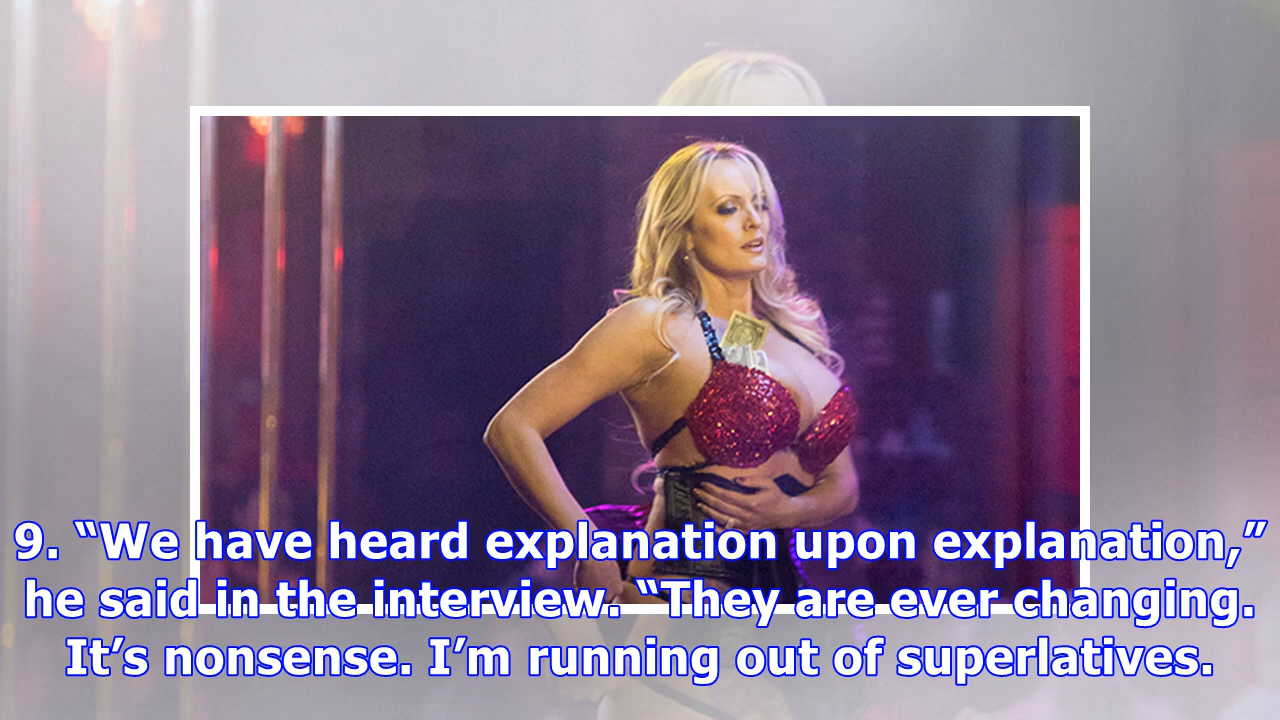 9. “We have heard explanation upon explanation,”
he said in the interview. “They are ever changing.
It’s nonsense. I’m running out of superlatives.